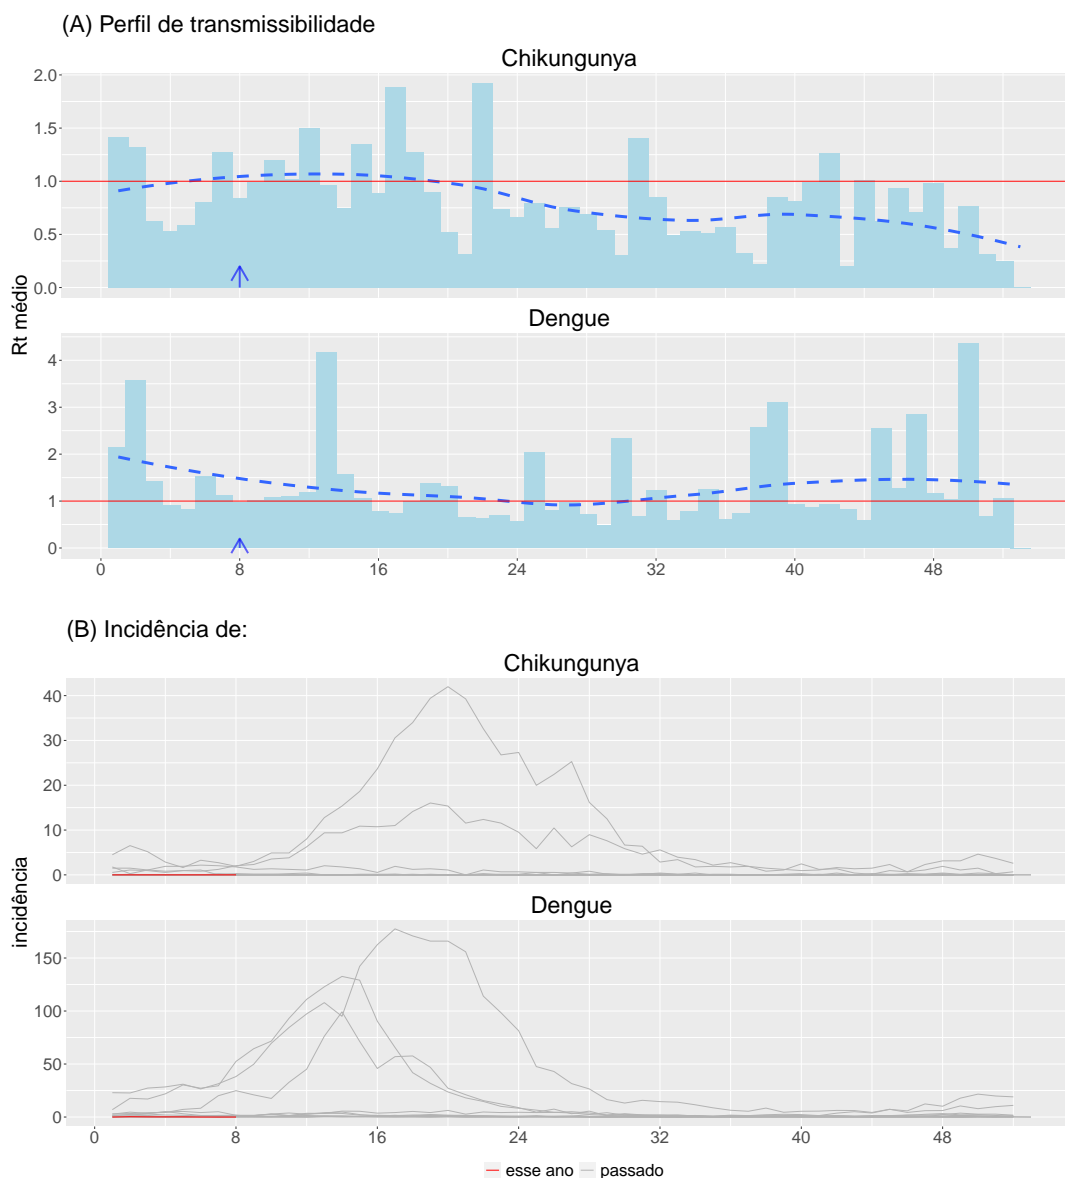 (A) Perfil de transmissibilidade
Chikungunya
2.0
1.5
1.0
0.5
0.0
Rt médio
Dengue
4
3
2
1
0
0 8 16 24 32 40 48
(B) Incidência de:
Chikungunya
40
30
20
10
0
incidência
Dengue
150
100
50
0
0 8 16 24 32 40 48
esse ano passado